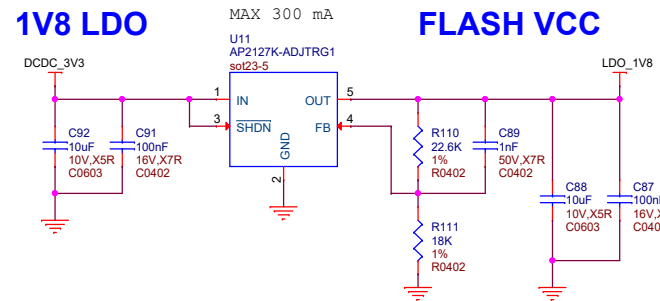 1V8 LDO
MAX 300 mA
FLASH VCC
U11
AP2127K-ADJTRG1
sot23-5
DCDC_3V3
LDO_1V8
1
IN
OUT
5
3
SHDN
FB
4
GND
2
C92
10uF
10V,X5R
C0603
C91
100nF
16V,X7R
C0402
R110
22.6K
1%
R0402
C89
1nF
50V,X7R
C0402
R111
18K
1%
R0402
C88
10uF
10V,X5R
C0603
C87